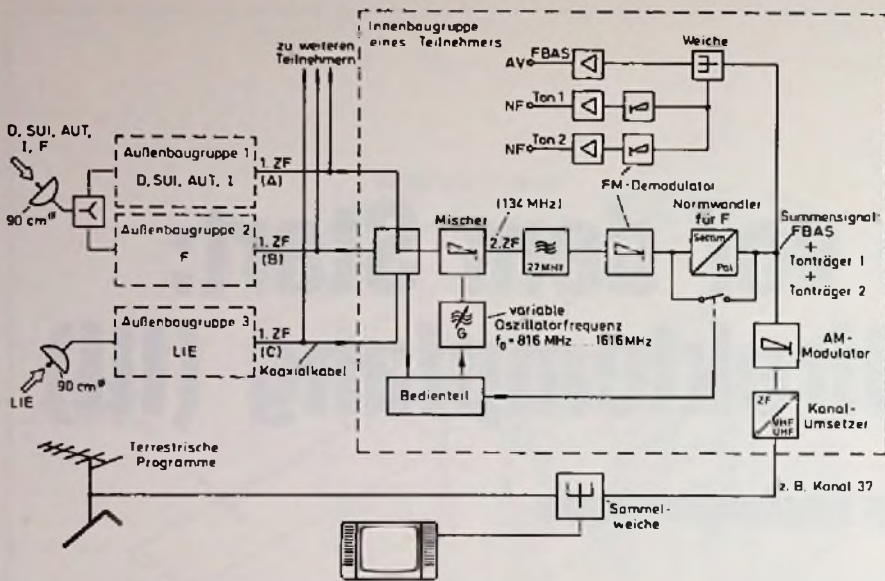 Innenbaugruppe
eines Teilnehmers
zu weiteren
Teilnehmern
Weiche
FBAS
AV
Ton 1
NF
Ton 2
NF
FM-Demodulator
D, SUI, AUT,
I, F
90 cm ø
Außenbaugruppe 1
D, SUI, AUT, I
1. ZF
(A)
Außenbaugruppe 2
F
1. ZF
(B)
Außenbaugruppe 3
LIE
1. ZF
(C)
Koaxialkabel
LIE
90 cm ø
Mischer
(134 MHz)
2. ZF
27 MHz
Normwandler
für F
Secam
Pal
Summensignal:
FBAS
+
Tonträger 1
+
Tonträger 2
G
variable
Oszillatorfrequenz
f₀ = 816 MHz ... 1616 MHz
Bedienteil
AM-
Modulator
ZF
VHF
UHF
Kanal-
Umsetzer
Terrestrische
Programme
z. B. Kanal 37
Sammel-
weiche